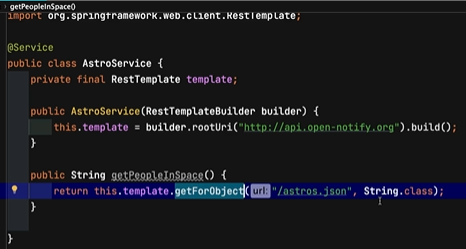 getPeopleInSpace()
import org.springframework.web.client.RestTemplate;
@Service
public class AstroService {
private final RestTemplate template;
public AstroService(RestTemplateBuilder builder) {
this.template = builder.rootUri("http://api.open-notify.org").build();
}
public String getPeopleInSpace() {
return this.template.getForObject( url: "/astros.json", String.class);
}
}